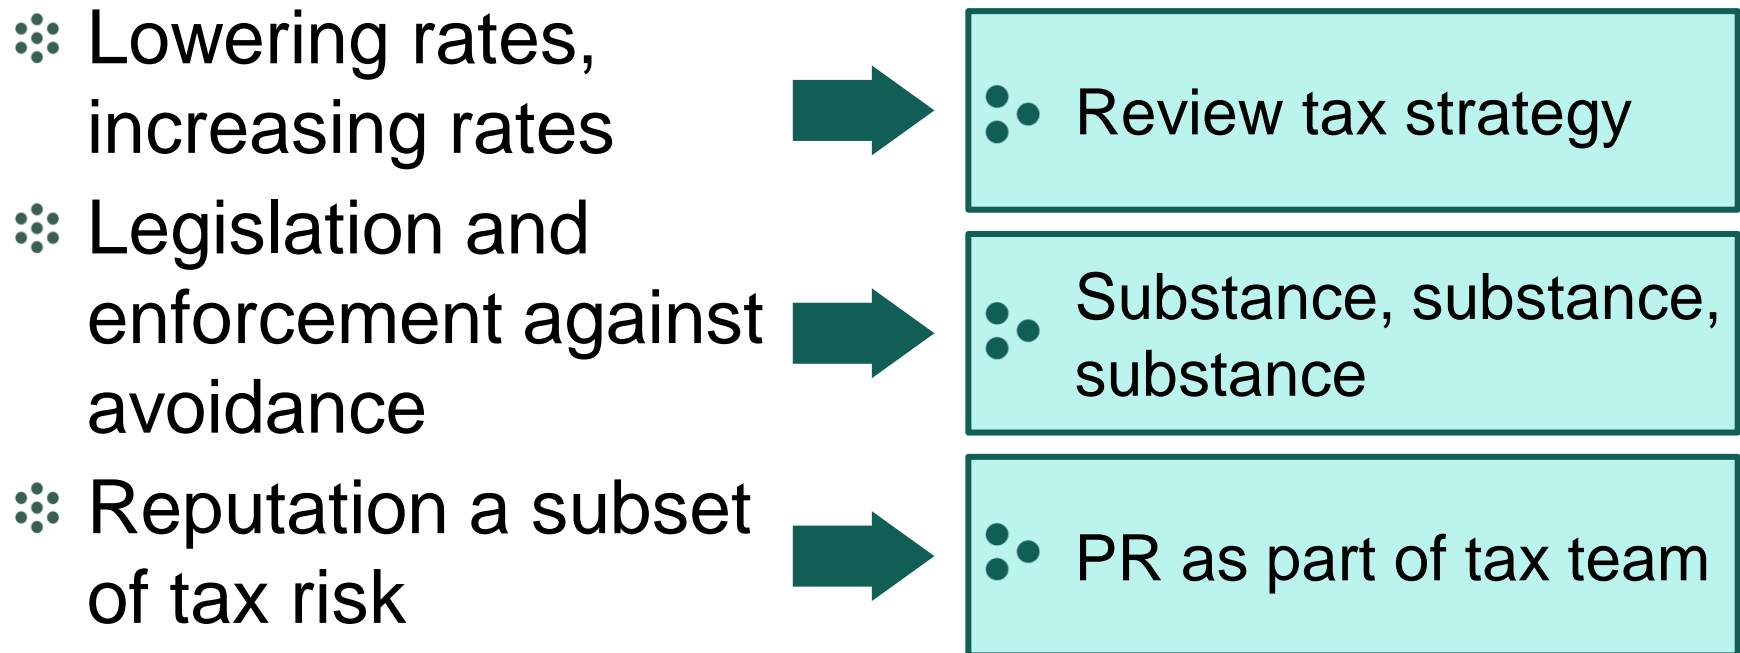 Lowering rates,
increasing rates
Review tax strategy
Legislation and
enforcement against
avoidance
Substance, substance,
substance
Reputation a subset
of tax risk
PR as part of tax team